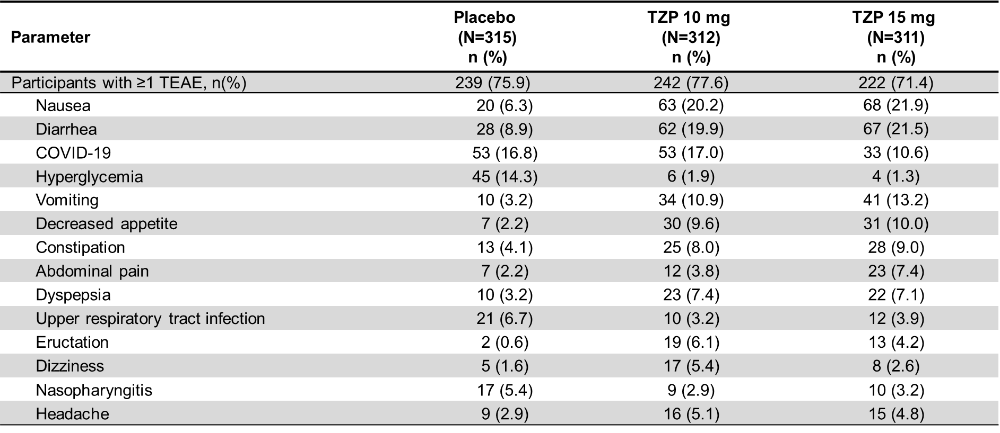 Parameter Placebo (N=315) n (%) TZP 10 mg (N=312) n (%) TZP 15 mg (N=311) n (%)
Participants with ≥1 TEAE, n(%) 239 (75.9) 242 (77.6) 222 (71.4)
Nausea 20 (6.3) 63 (20.2) 68 (21.9)
Diarrhea 28 (8.9) 62 (19.9) 67 (21.5)
COVID-19 53 (16.8) 53 (17.0) 33 (10.6)
Hyperglycemia 45 (14.3) 6 (1.9) 4 (1.3)
Vomiting 10 (3.2) 34 (10.9) 41 (13.2)
Decreased appetite 7 (2.2) 30 (9.6) 31 (10.0)
Constipation 13 (4.1) 25 (8.0) 28 (9.0)
Abdominal pain 7 (2.2) 12 (3.8) 23 (7.4)
Dyspepsia 10 (3.2) 23 (7.4) 22 (7.1)
Upper respiratory tract infection 21 (6.7) 10 (3.2) 12 (3.9)
Eructation 2 (0.6) 19 (6.1) 13 (4.2)
Dizziness 5 (1.6) 17 (5.4) 8 (2.6)
Nasopharyngitis 17 (5.4) 9 (2.9) 10 (3.2)
Headache 9 (2.9) 16 (5.1) 15 (4.8)